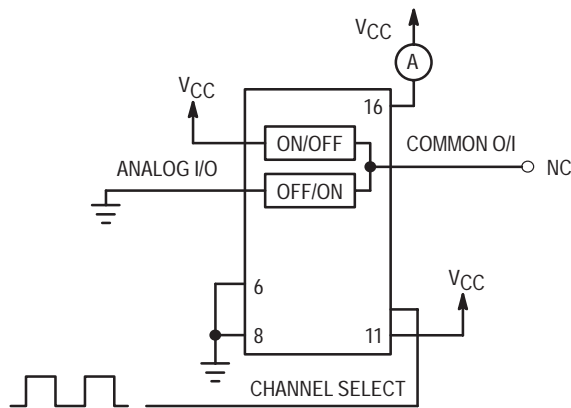 VCC
A
16
VCC
ON/OFF
COMMON O/I
NC
ANALOG I/O
OFF/ON
6
VCC
8
11
CHANNEL SELECT